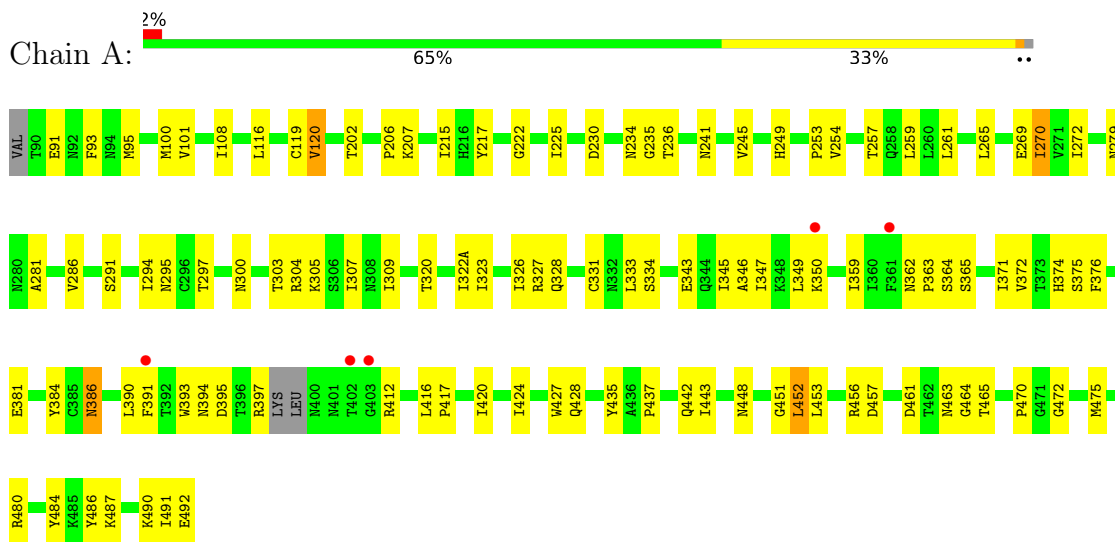 2%
Chain A:
65% 33% ••
VAL T90 E91 N92 F93 N94 M95 M100 V101 I108 L116 C119 V120 T202 P206 K207 I215 H216 Y217 G222 I225 D230 N234 G235 T236 N241 V245 H249 P253 V254 T257 Q258 L259 L260 L261 L265 E269 I270 V271 I272 N279
N280 A281 V286 S291 I294 N295 C296 T297 N300 T303 R304 K305 S306 I307 N308 I309 T320 I322A I323 I326 R327 Q328 C331 N332 L333 S334 E343 Q344 I345 A346 I347 K348 L349 K350 I359 I360 F361 N362 P363 S364 S365 I371 V372 T373 H374 S375 F376
E381 Y384 C385 N386 L390 F391 T392 W393 N394 D395 T396 R397 LYS LEU N400 N401 T402 G403 R412 L416 P417 I420 I424 W427 Q428 Y435 A436 P437 Q442 I443 N448 G451 L452 L453 R456 D457 D461 T462 N463 G464 T465 P470 G471 G472 M475
R480 Y484 K485 Y486 K487 K490 I491 E492